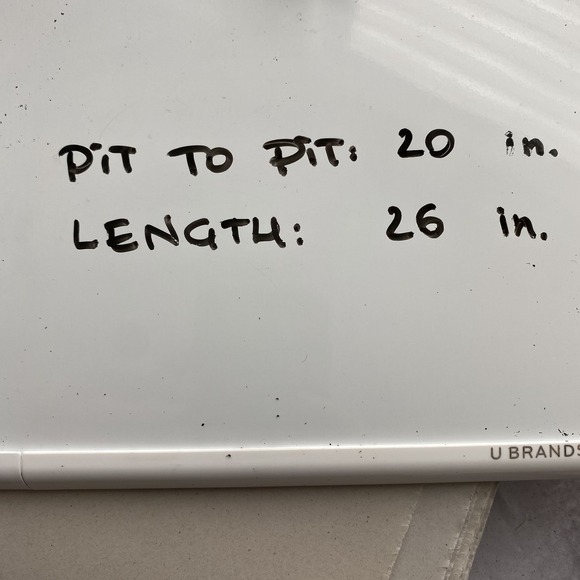 PiT TO PiT: 20 in.
LENGTH: 26 in.
U BRANDS